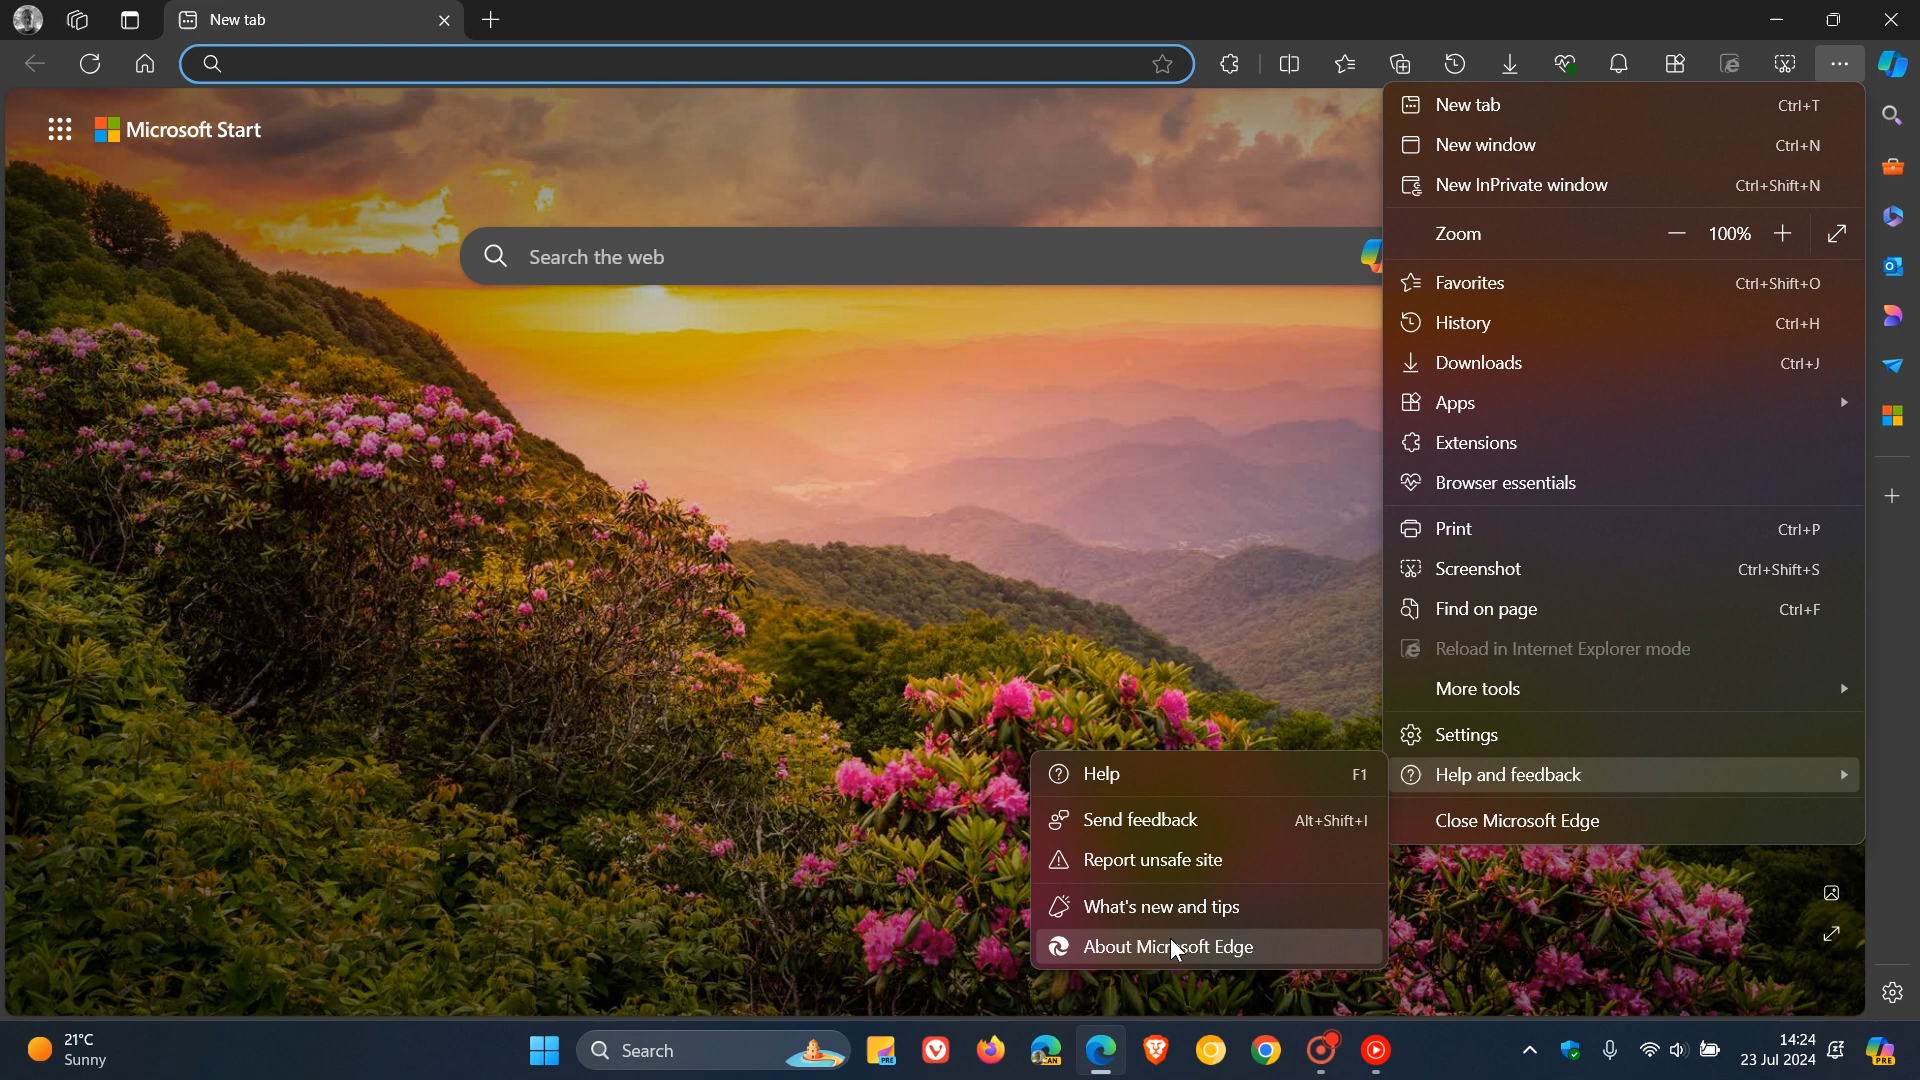 New tab
Microsoft Start
Search the web
New tab Ctrl+T
New window Ctrl+N
New InPrivate window Ctrl+Shift+N
Zoom 100%
Favorites Ctrl+Shift+O
History Ctrl+H
Downloads Ctrl+J
Apps
Extensions
Browser essentials
Print Ctrl+P
Screenshot Ctrl+Shift+S
Find on page Ctrl+F
Reload in Internet Explorer mode
More tools
Settings
Help and feedback
Close Microsoft Edge
Help F1
Send feedback Alt+Shift+I
Report unsafe site
What's new and tips
About Microsoft Edge
21°C
Sunny
Search
PRE
CAN
14:24
23 Jul 2024
PRE